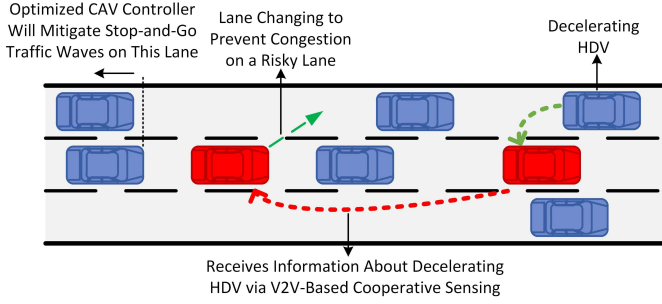 Optimized CAV Controller
Will Mitigate Stop-and-Go
Traffic Waves on This Lane
Lane Changing to
Prevent Congestion
on a Risky Lane
Decelerating
HDV
Receives Information About Decelerating
HDV via V2V-Based Cooperative Sensing